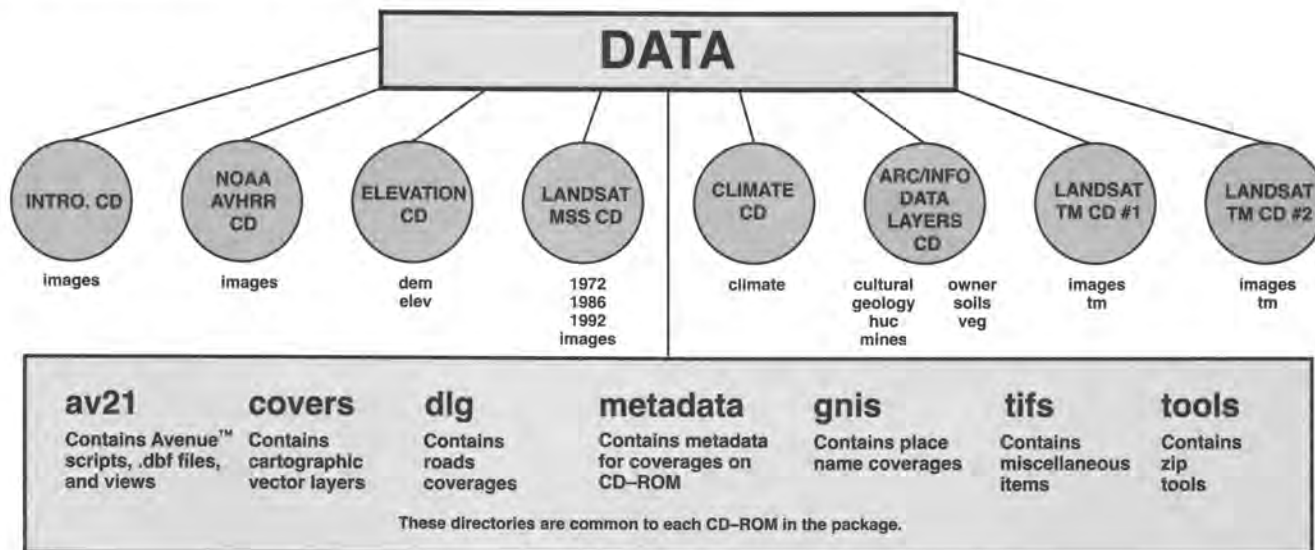 DATA
INTRO. CD
images
NOAA
AVHRR
CD
images
ELEVATION
CD
dem
elev
LANDSAT
MSS CD
1972
1986
1992
images
CLIMATE
CD
climate
ARC/INFO
DATA
LAYERS
CD
cultural owner
geology soils
huc veg
mines
LANDSAT
TM CD #1
images
tm
LANDSAT
TM CD #2
images
tm
av21
Contains Avenue™
scripts, .dbf files,
and views
covers
Contains
cartographic
vector layers
dlg
Contains
roads
coverages
metadata
Contains metadata
for coverages on
CD–ROM
gnis
Contains place
name coverages
tifs
Contains
miscellaneous
items
tools
Contains
zip
tools
These directories are common to each CD–ROM in the package.